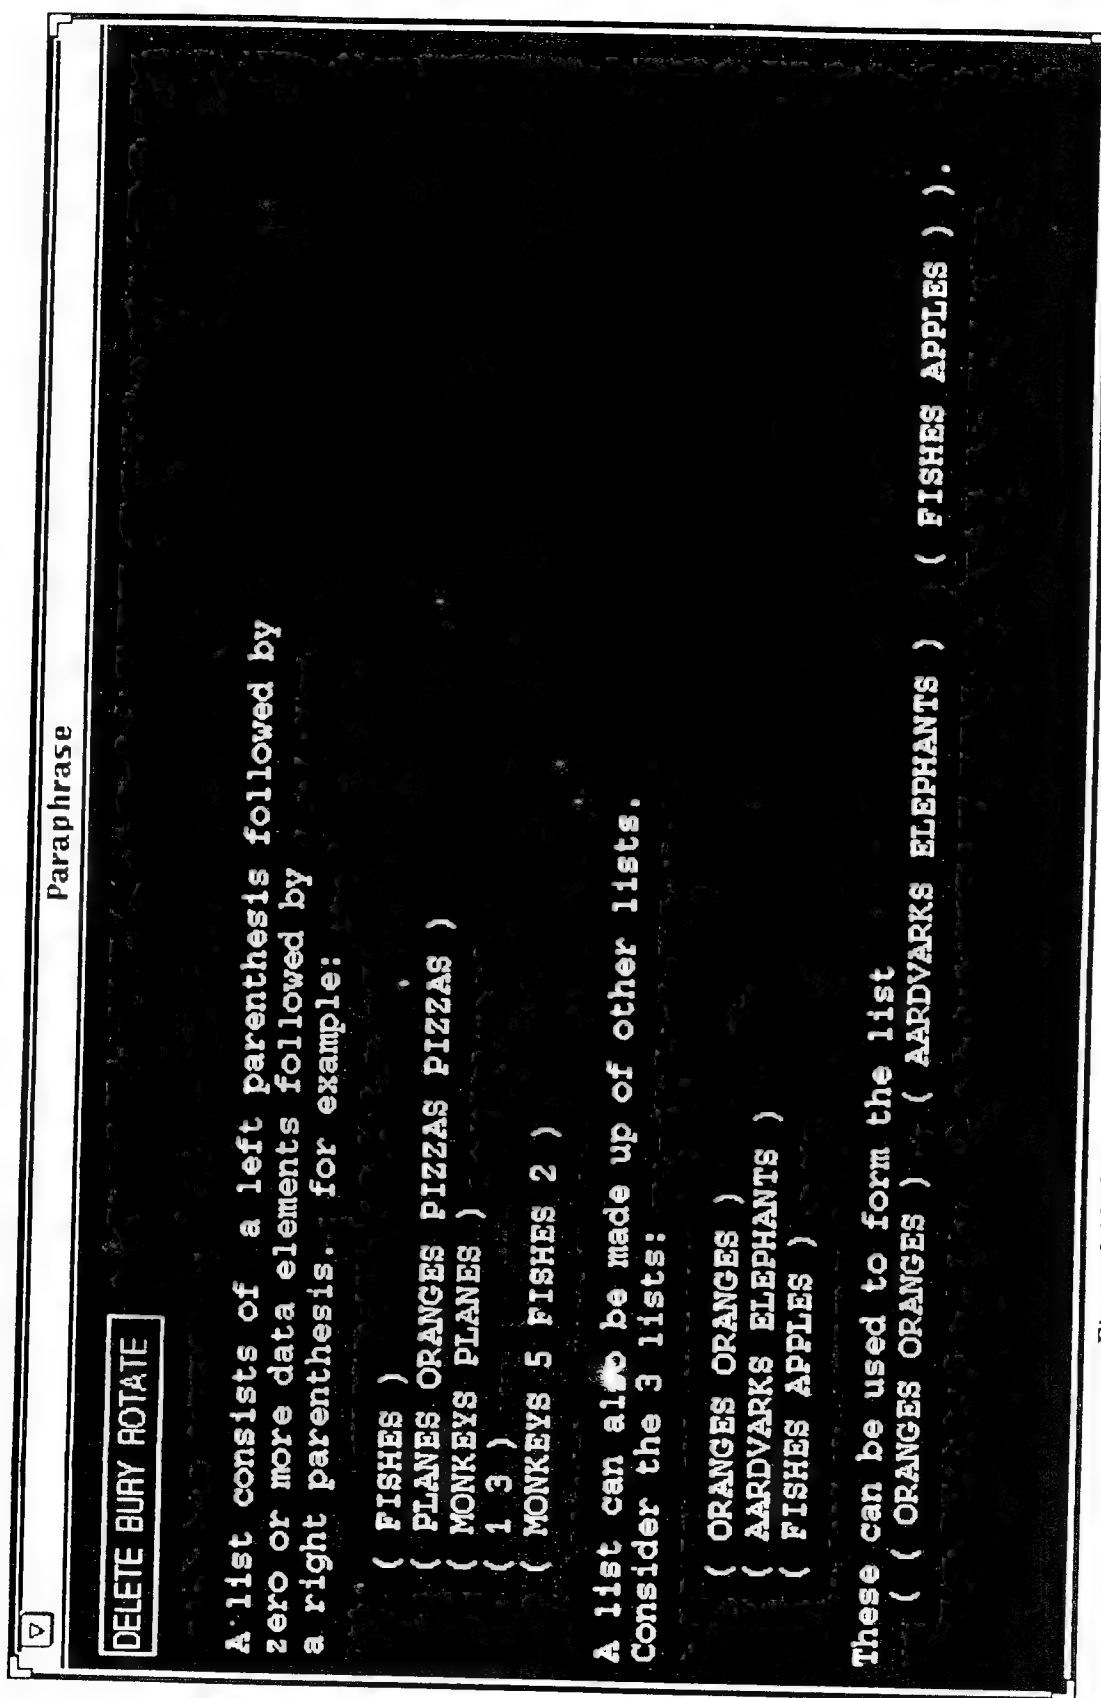 Paraphrase
DELETE BURY ROTATE
A list consists of a left parenthesis followed by
zero or more data elements followed by
a right parenthesis. for example:
( FISHES )
( PLANES ORANGES PIZZAS PIZZAS )
( MONKEYS PLANES )
( 1 3 )
( MONKEYS 5 FISHES 2 )
A list can also be made up of other lists.
Consider the 3 lists:
( ORANGES ORANGES )
( AARDVARKS ELEPHANTS )
( FISHES APPLES )
These can be used to form the list
( ( ORANGES ORANGES ) ( AARDVARKS ELEPHANTS ) ( FISHES APPLES ) ).